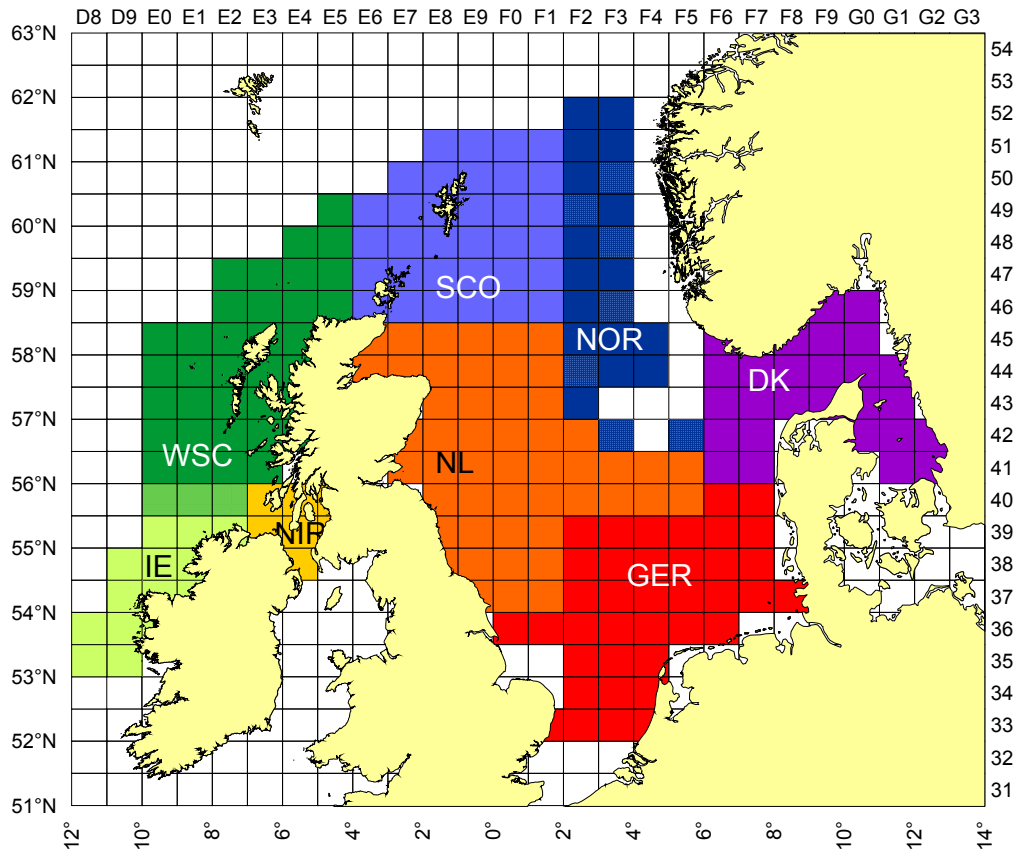 D8 D9 E0 E1 E2 E3 E4 E5 E6 E7 E8 E9 F0 F1 F2 F3 F4 F5 F6 F7 F8 F9 G0 G1 G2 G3
63°N
54
53
62°N
52
61°N
51
50
60°N
49
48
59°N
47
SCO
46
58°N
NOR
45
DK
44
57°N
43
WSC
NL
42
56°N
41
40
NIR
55°N
39
IE
GER
38
54°N
37
36
53°N
35
34
52°N
33
32
51°N
31
12° 10° 8° 6° 4° 2° 0° 2° 4° 6° 8° 10° 12° 14°